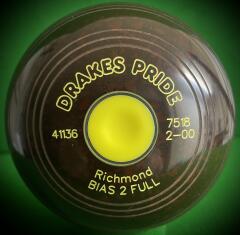 DRAKES PRIDE
41136
7518
2-00
Richmond
BIAS 2 FULL